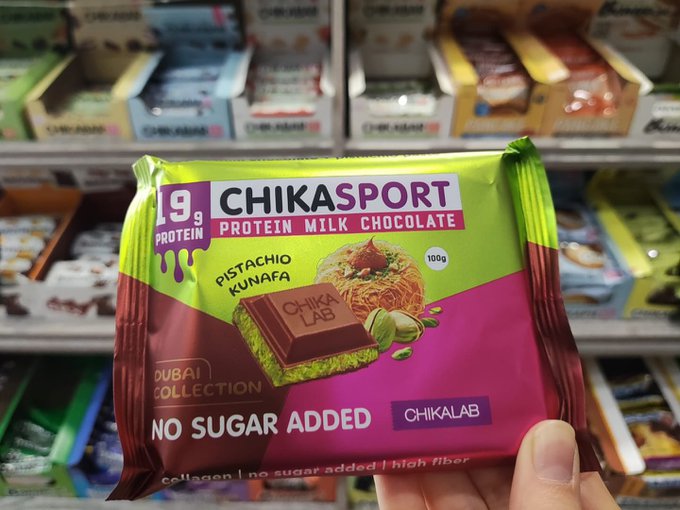 19g
PROTEIN
CHIKASPORT
PROTEIN MILK CHOCOLATE
PISTACHIO
KUNAFA
100g
CHIKA
LAB
DUBAI
COLLECTION
NO SUGAR ADDED
CHIKALAB
collagen | no sugar added | high fiber